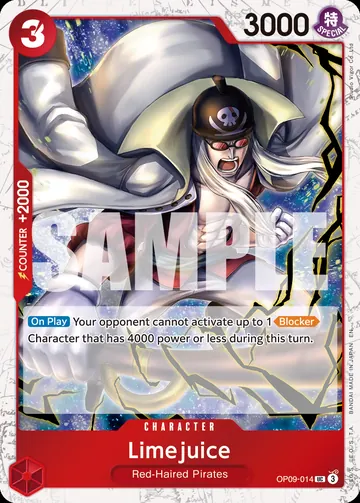 3
3000
特
SPECIAL
COUNTER +2000
SAMPLE
On Play Your opponent cannot activate up to 1 Blocker
Character that has 4000 power or less during this turn.
CHARACTER
Limejuice
Red-Haired Pirates
OP09-014 UC 3